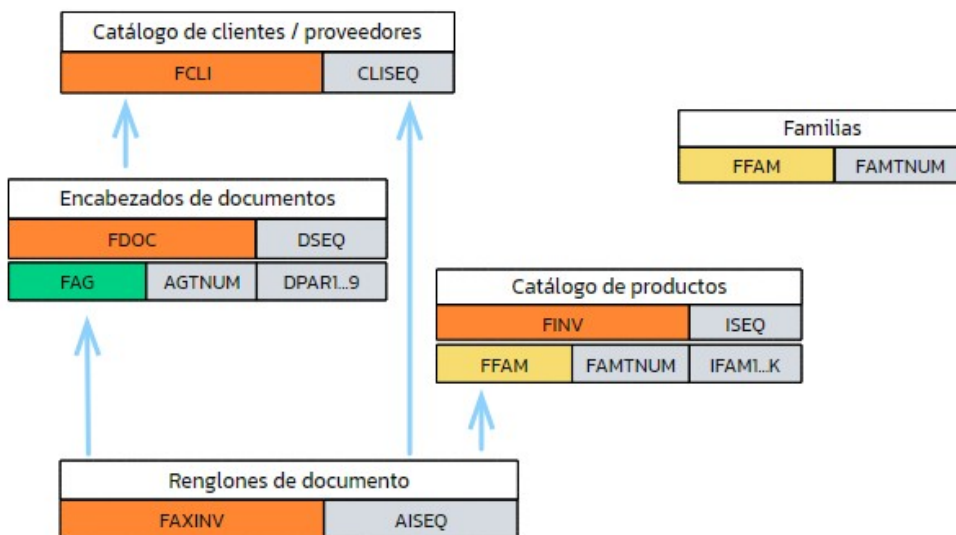 Catálogo de clientes / proveedores
FCLI CLISEQ
Familias
FFAM FAMTNUM
Encabezados de documentos
FDOC DSEQ
FAG AGTNUM DPAR1...9
Catálogo de productos
FINV ISEQ
FFAM FAMTNUM IFAM1...K
Renglones de documento
FAXINV AISEQ